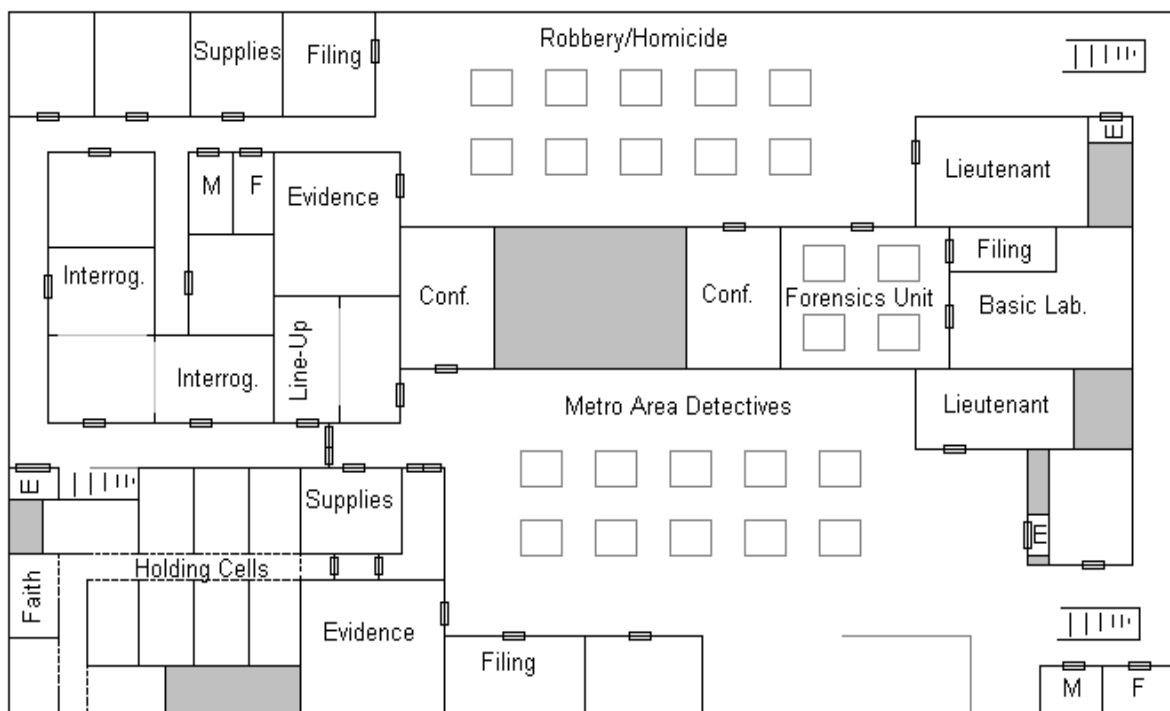 Robbery/Homicide
Supplies
Filing
E
Lieutenant
M
F
Evidence
Filing
Interrog.
Conf.
Conf.
Forensics Unit
Basic Lab.
Line-Up
Interrog.
Metro Area Detectives
Lieutenant
E
Supplies
E
Holding Cells
Faith
Evidence
Filing
M
F